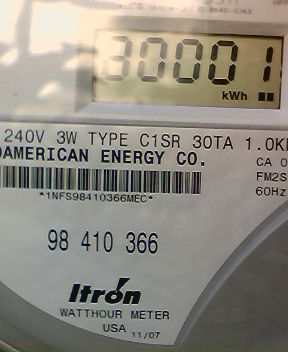 30001
kWh
240V 3W TYPE C1SR 30TA 1.0K
AMERICAN ENERGY CO.
CA 0
FM2S
60Hz
*1NFS98410366MEC*
98 410 366
Itron
WATTHOUR METER
USA 11/07